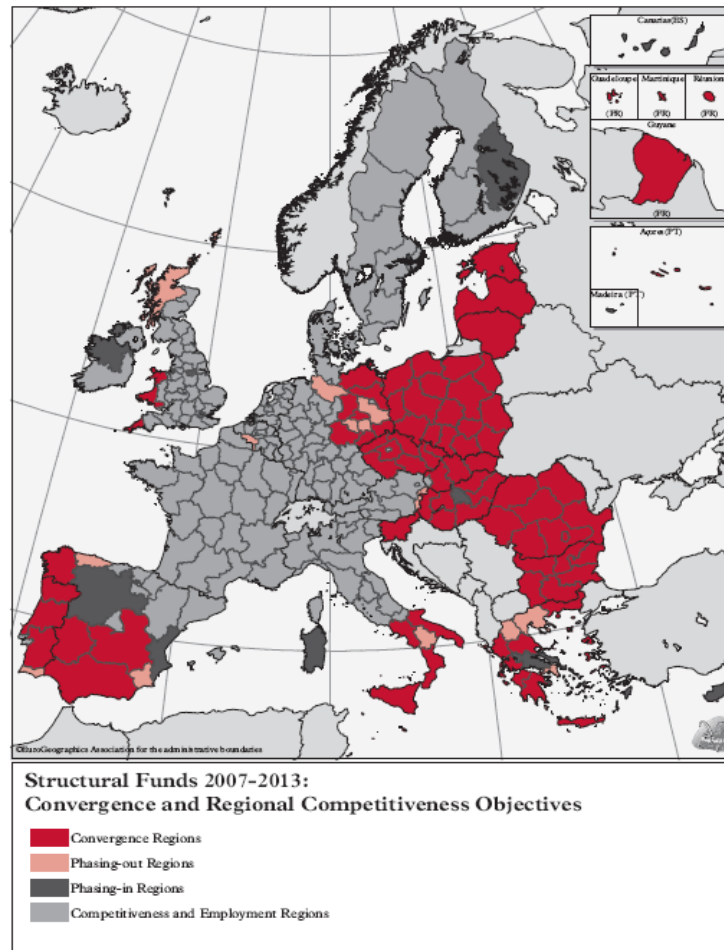 Canarias(ES)
Guadeloupe Martinique Réunion
(FR) (FR) (FR)
Guyane
(FR)
Açores(PT)
Madeira (PT)
©EuroGeographics Association for the administrative boundaries
Structural Funds 2007-2013:
Convergence and Regional Competitiveness Objectives
Convergence Regions
Phasing-out Regions
Phasing-in Regions
Competitiveness and Employment Regions